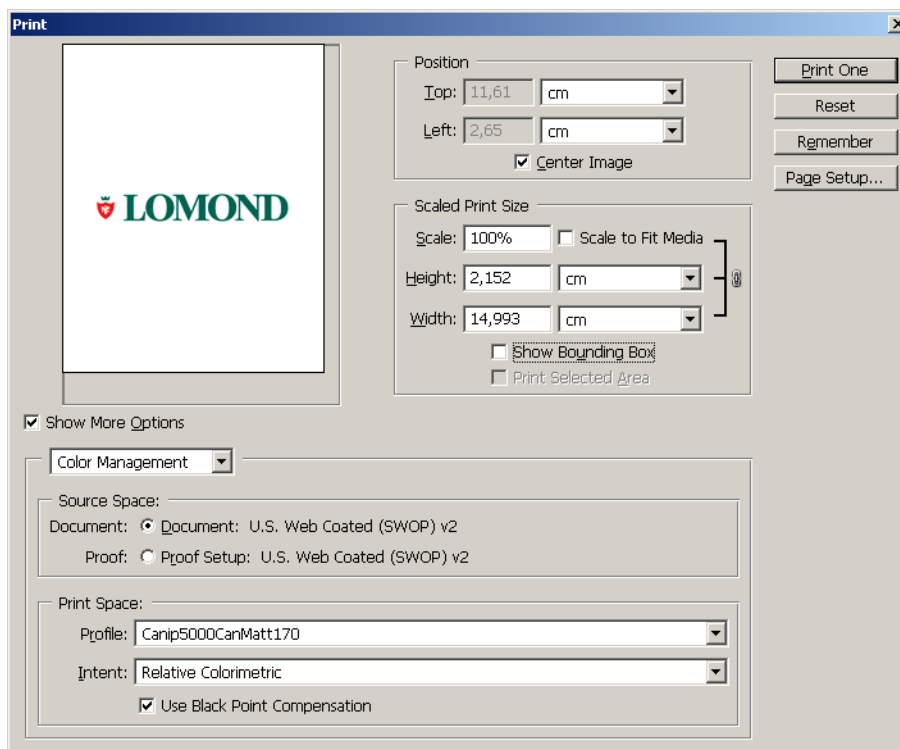 Print
LOMOND
Position
Top: 11,61 cm
Left: 2,65 cm
Center Image
Print One
Reset
Remember
Page Setup...
Scaled Print Size
Scale: 100% Scale to Fit Media
Height: 2,152 cm
Width: 14,993 cm
Show Bounding Box
Print Selected Area
Show More Options
Color Management
Source Space:
Document: Document: U.S. Web Coated (SWOP) v2
Proof: Proof Setup: U.S. Web Coated (SWOP) v2
Print Space:
Profile: Canip5000CanMatt170
Intent: Relative Colorimetric
Use Black Point Compensation